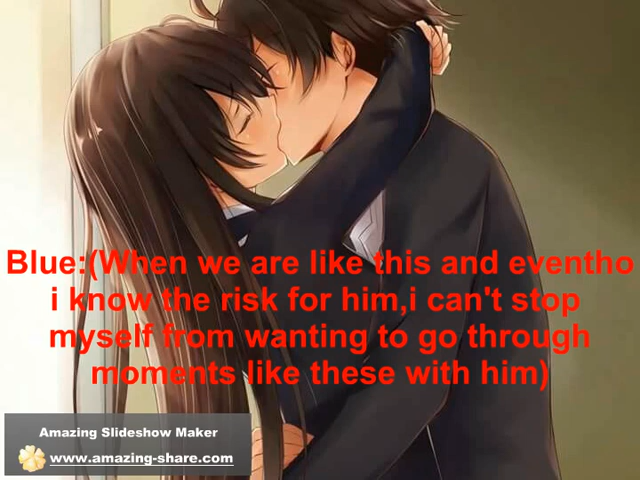 Blue:(When we are like this and eventho
i know the risk for him,i can't stop
myself from wanting to go through
moments like these with him)
Amazing Slideshow Maker
www.amazing-share.com